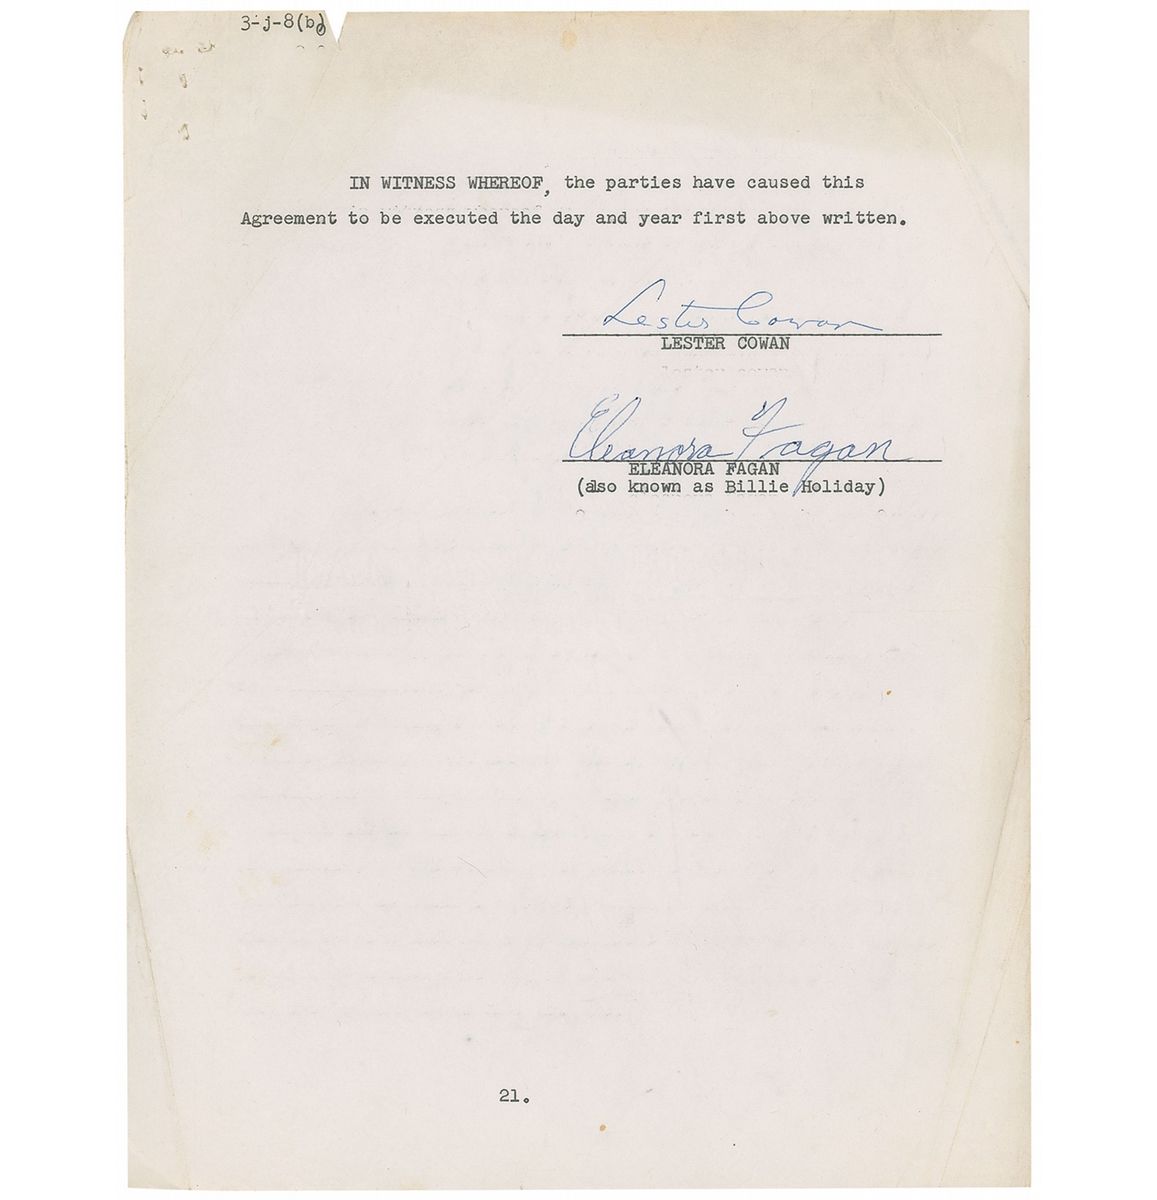 3-j-8(b)
IN WITNESS WHEREOF, the parties have caused this
Agreement to be executed the day and year first above written.
Lester Cowan
LESTER COWAN
Eleanora Fagan
ELEANORA FAGAN
(also known as Billie Holiday)
21.